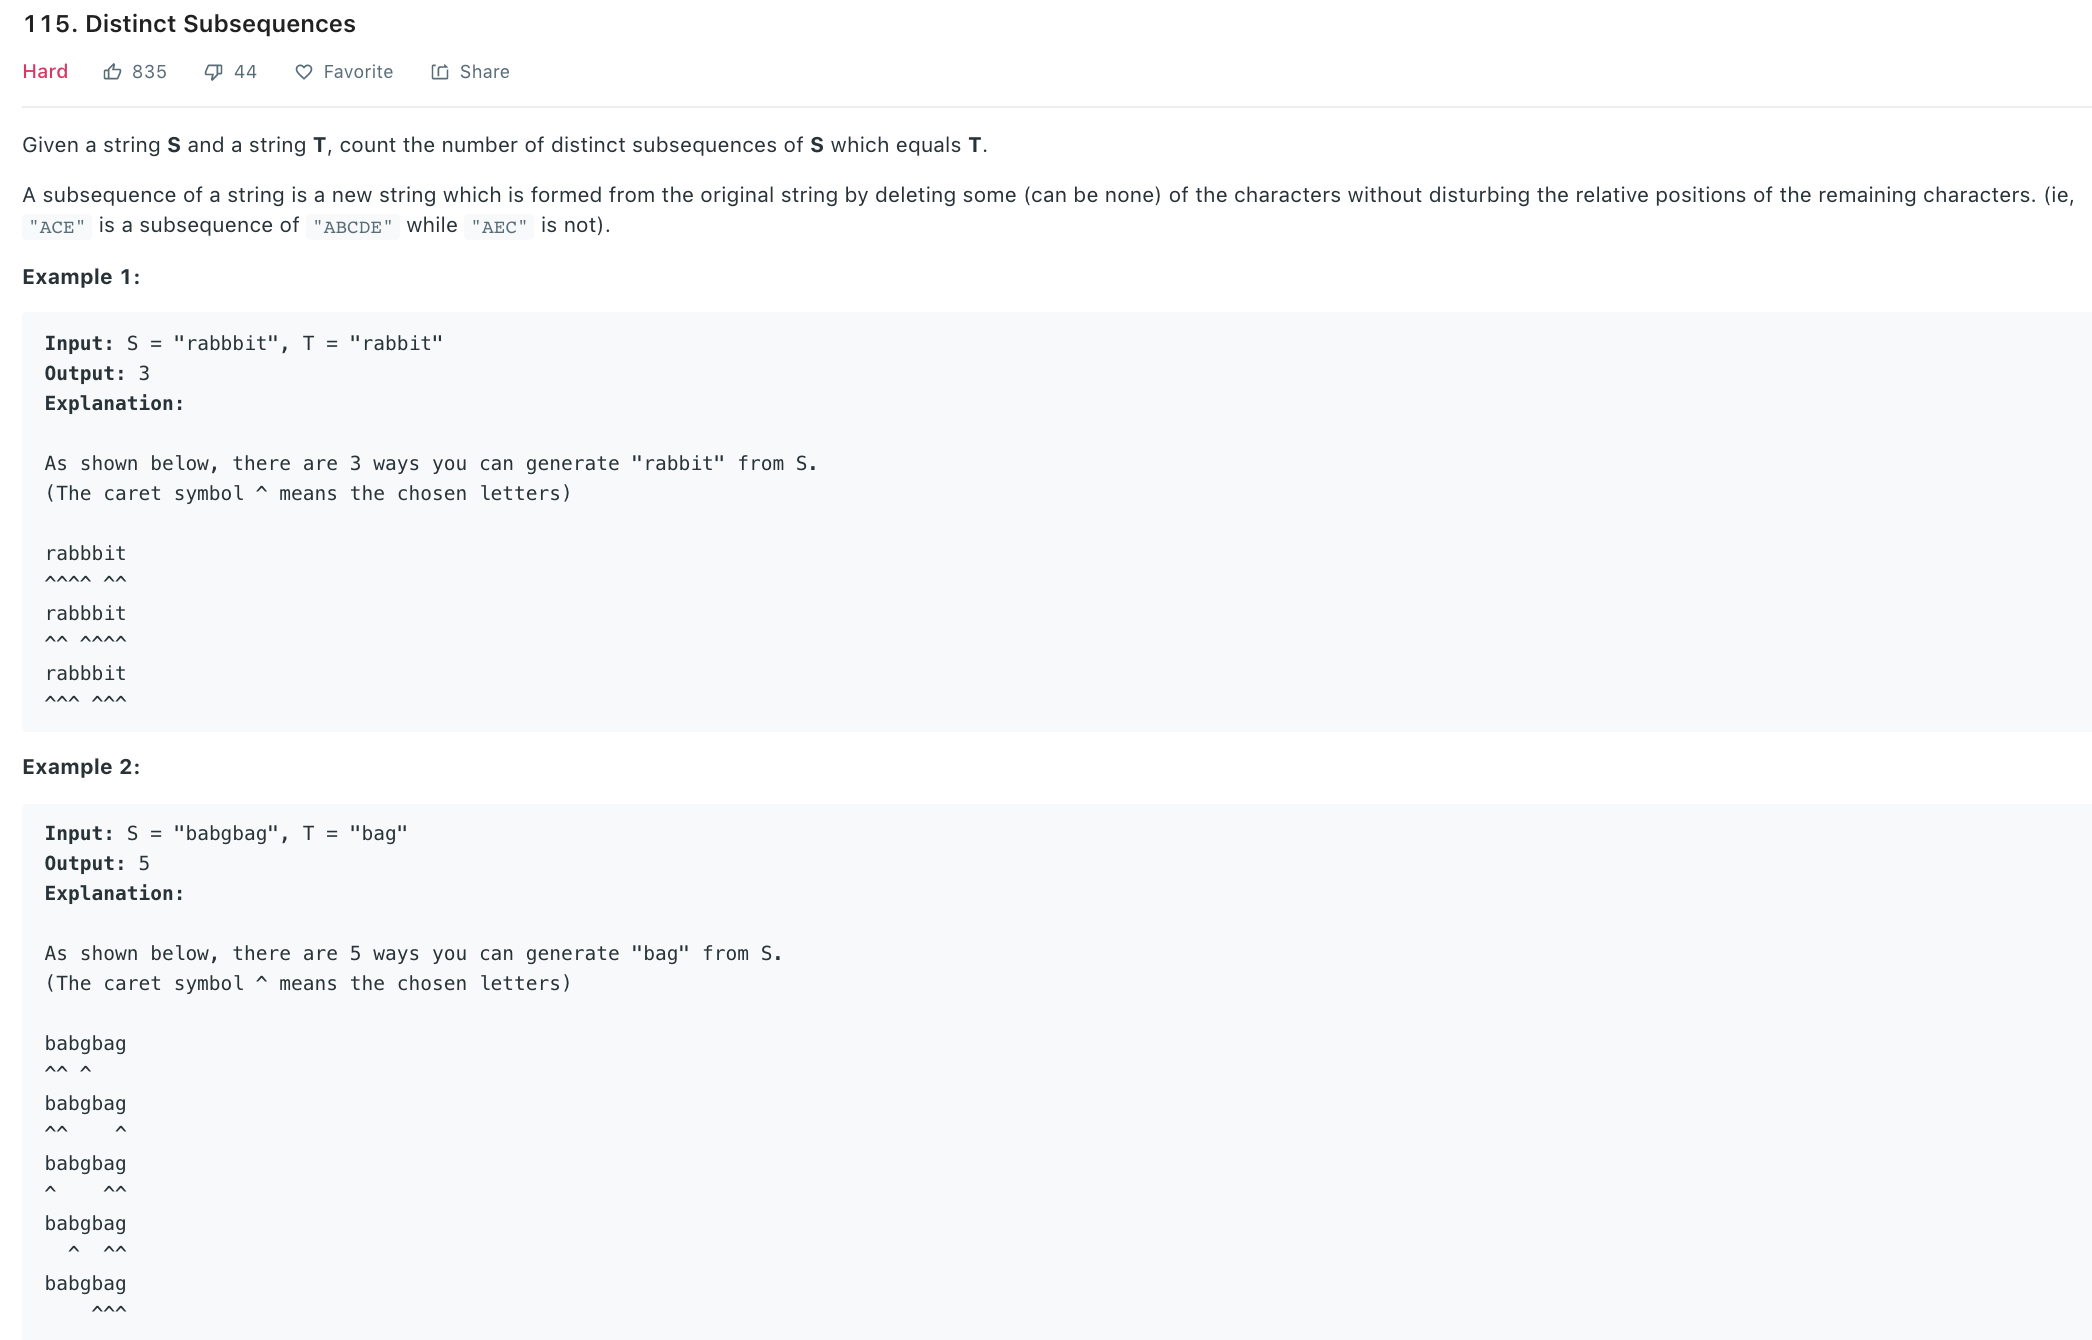 115. Distinct Subsequences
Hard 835 44 Favorite Share
Given a string S and a string T, count the number of distinct subsequences of S which equals T.
A subsequence of a string is a new string which is formed from the original string by deleting some (can be none) of the characters without disturbing the relative positions of the remaining characters. (ie,
"ACE" is a subsequence of "ABCDE" while "AEC" is not).
Example 1:
Input: S = "rabbbit", T = "rabbit"
Output: 3
Explanation:
As shown below, there are 3 ways you can generate "rabbit" from S.
(The caret symbol ^ means the chosen letters)
rabbbit
^^^^ ^^
rabbbit
^^ ^^^^
rabbbit
^^^ ^^^
Example 2:
Input: S = "babgbag", T = "bag"
Output: 5
Explanation:
As shown below, there are 5 ways you can generate "bag" from S.
(The caret symbol ^ means the chosen letters)
babgbag
^^ ^
babgbag
^^    ^
babgbag
^    ^^
babgbag
  ^  ^^
babgbag
    ^^^